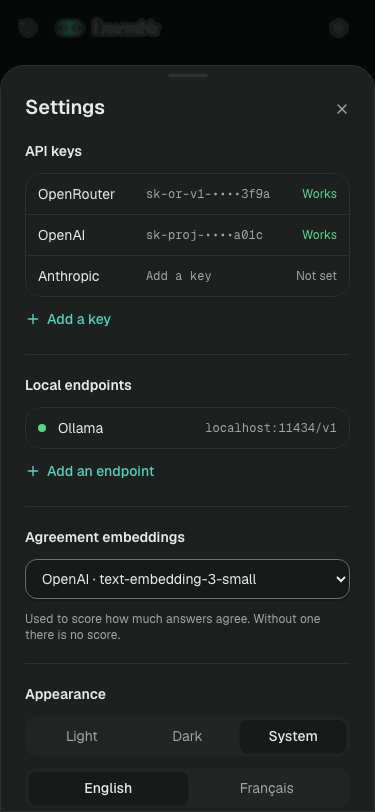 Settings
API keys
OpenRouter sk-or-v1-••••3f9a Works
OpenAI sk-proj-••••a01c Works
Anthropic Add a key Not set
+ Add a key
Local endpoints
Ollama localhost:11434/v1
+ Add an endpoint
Agreement embeddings
OpenAI · text-embedding-3-small
Used to score how much answers agree. Without one
there is no score.
Appearance
Light Dark System
English Français